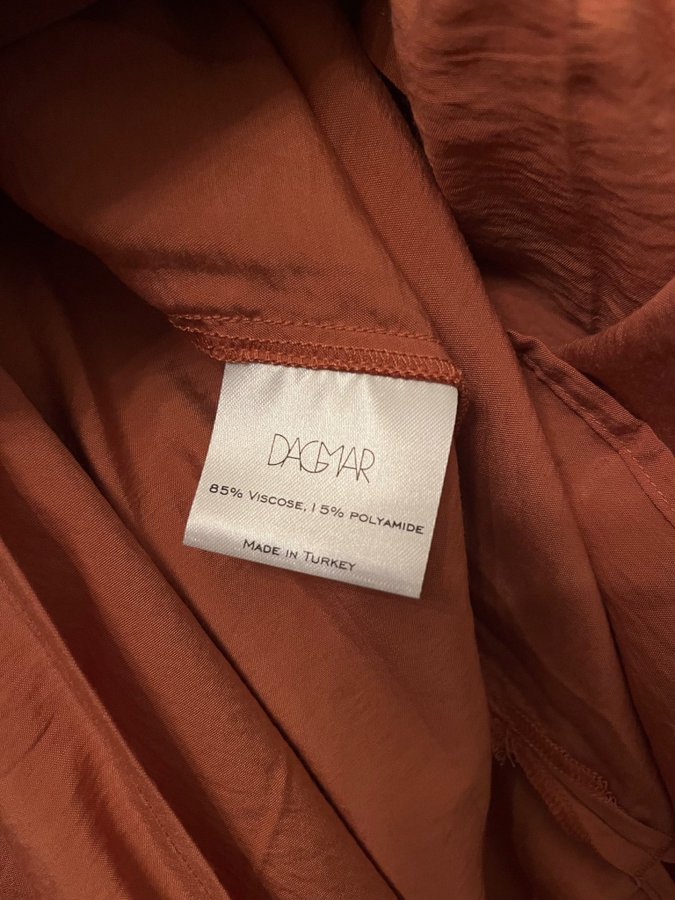 DAGMAR
85% VISCOSE, 15% POLYAMIDE
MADE IN TURKEY